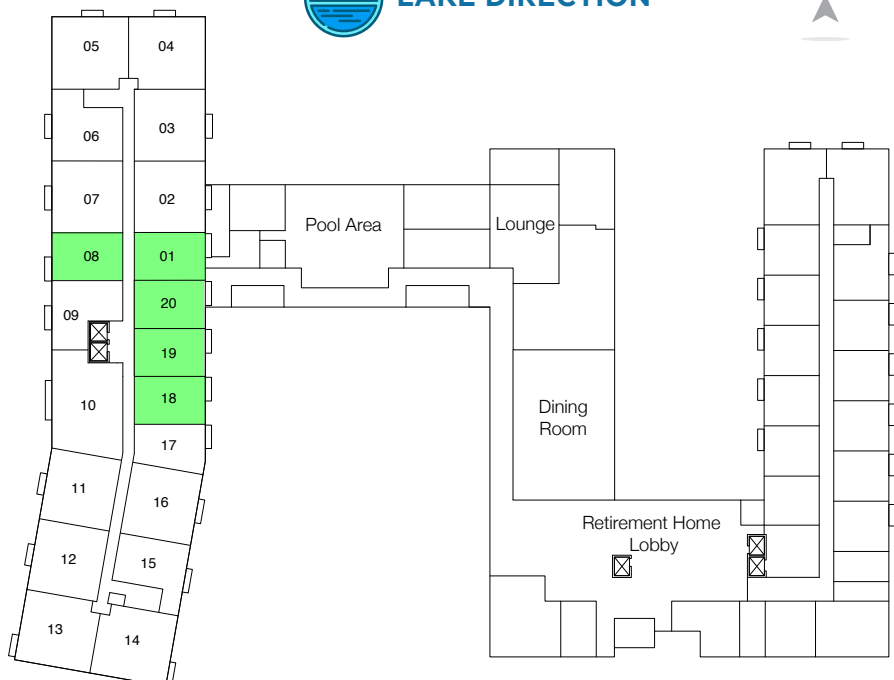 LAKE DIRECTION
05
04
06
03
07
02
Pool Area
Lounge
08
01
20
09
19
18
10
17
Dining
Room
11
16
Retirement Home
Lobby
12
15
13
14